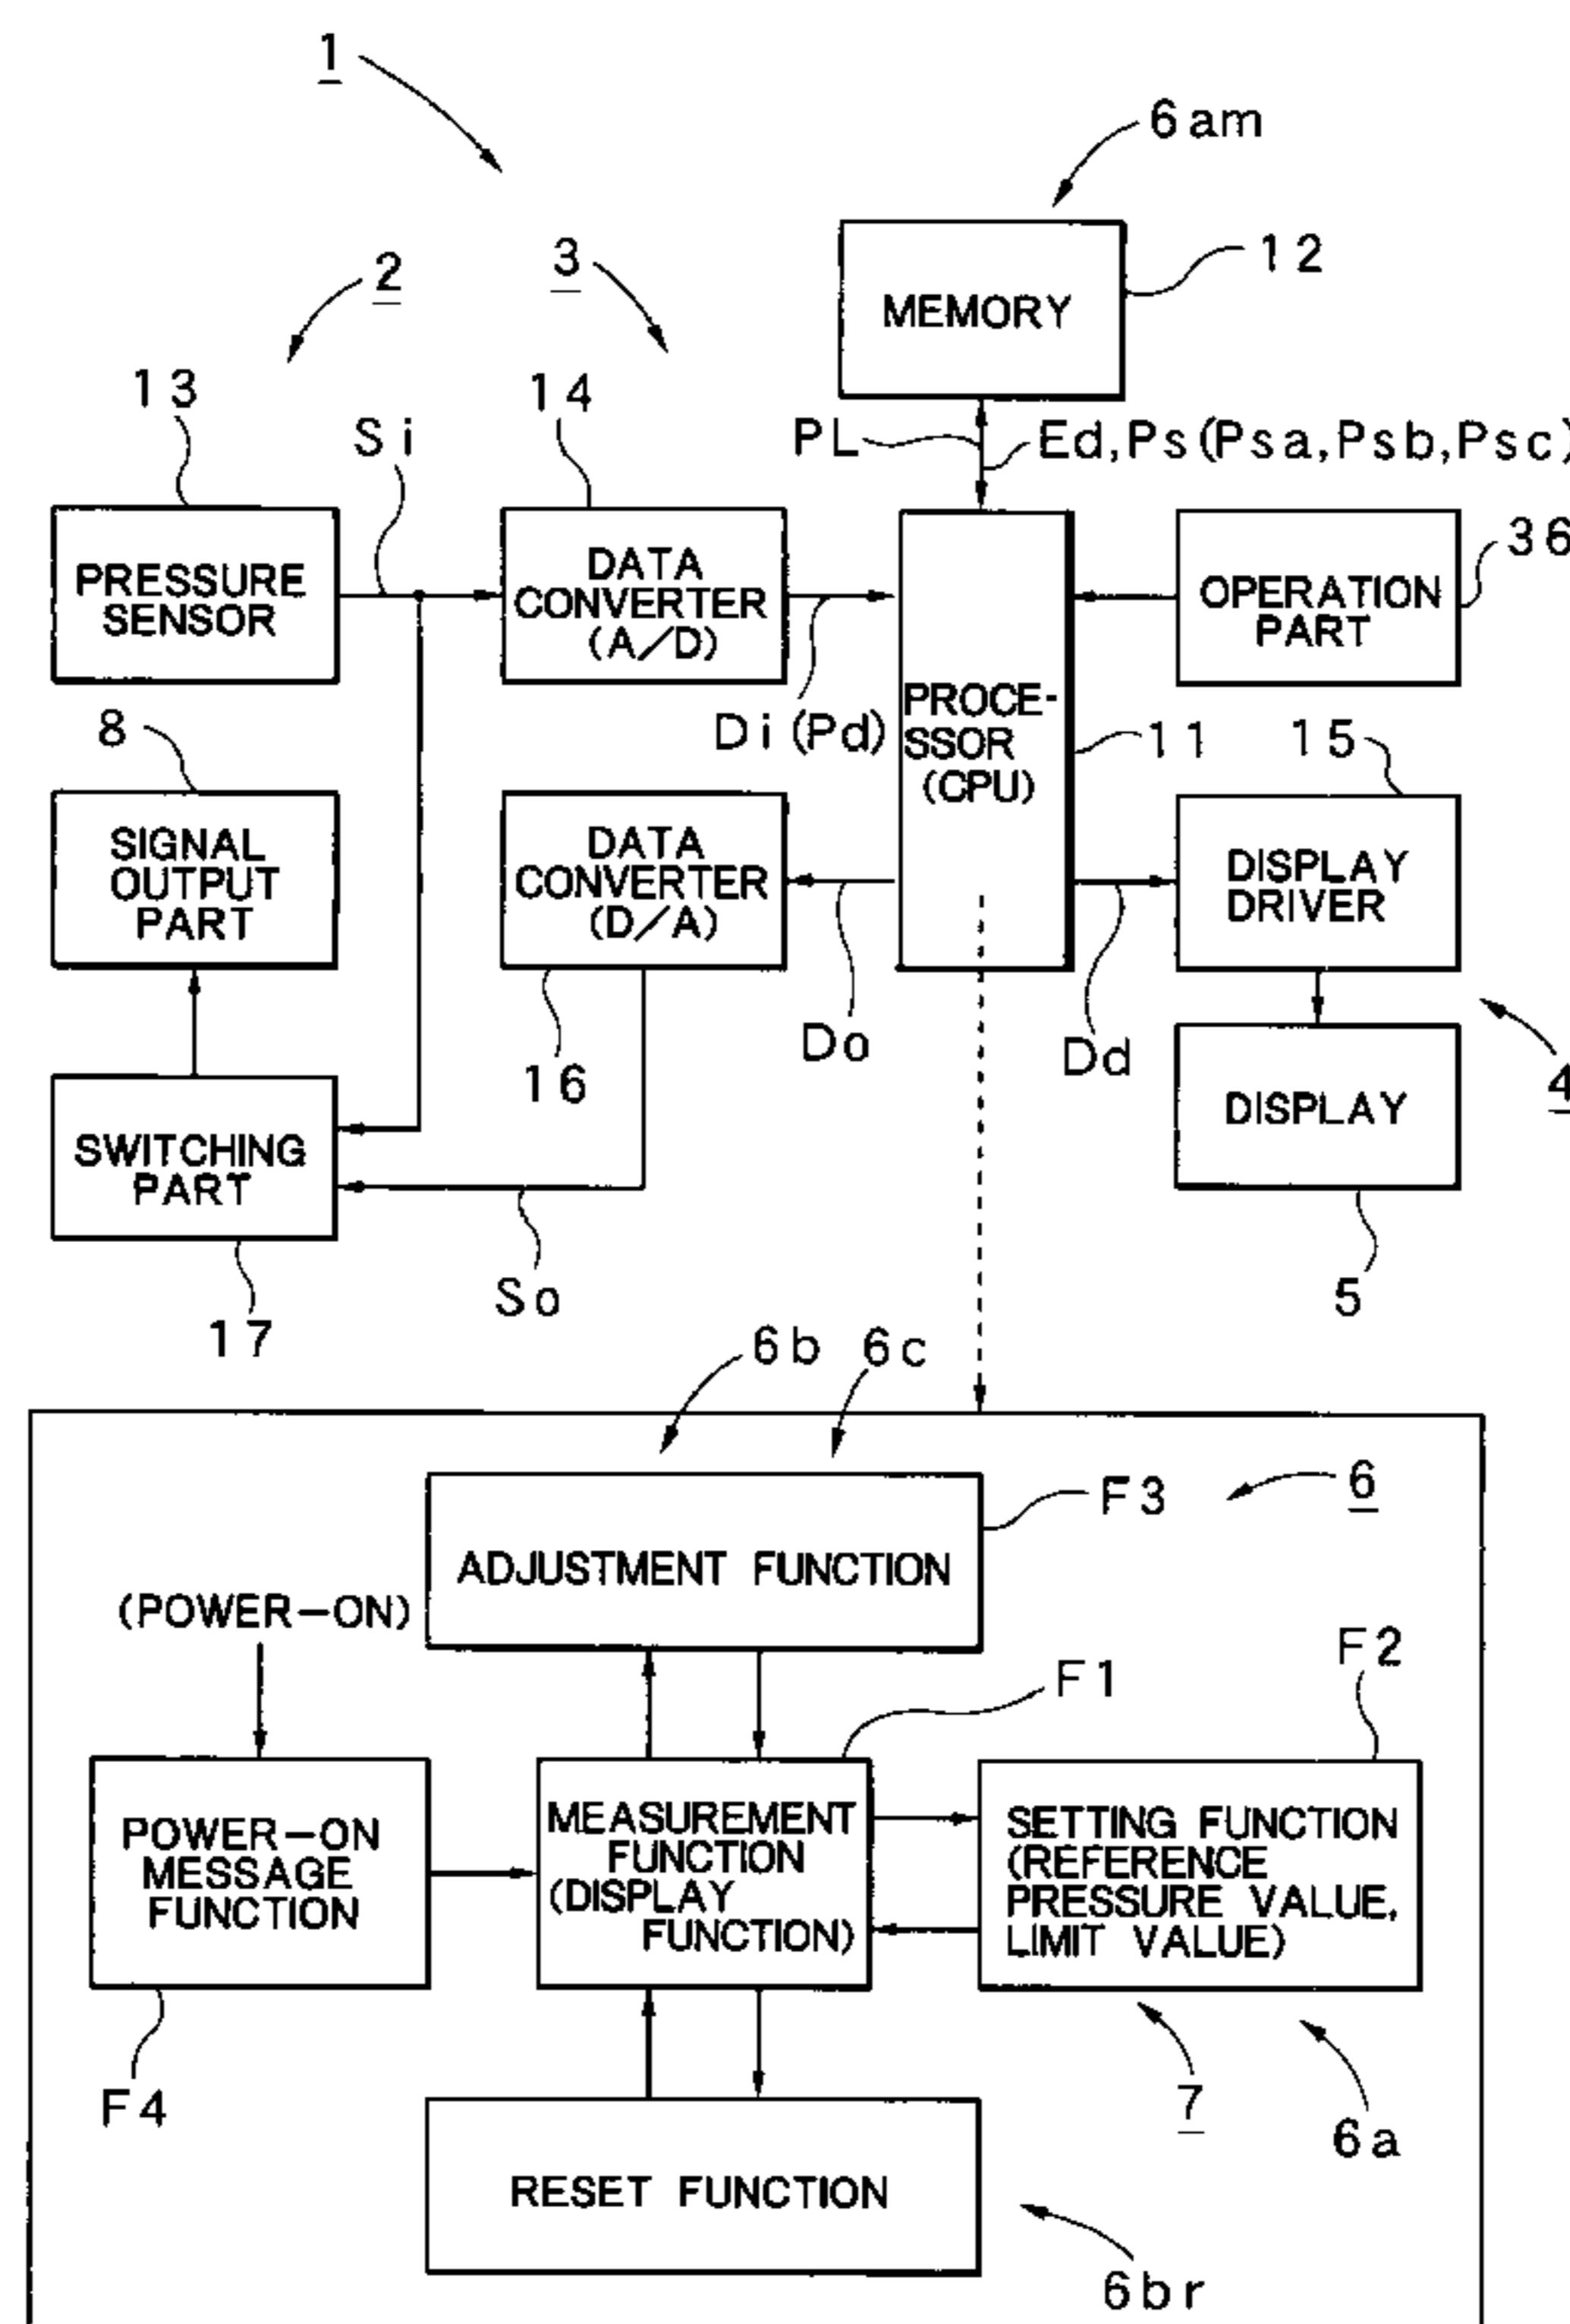 1
6am
2
3
12
MEMORY
13
Si
14
PL
Ed,Ps(Psa,Psb,Psc)
36
PRESSURE
SENSOR
DATA
CONVERTER
(A/D)
OPERATION
PART
Di(Pd)
PROCE-
SSOR
(CPU)
11
15
8
SIGNAL
OUTPUT
PART
DATA
CONVERTER
(D/A)
DISPLAY
DRIVER
16
Do
Dd
4
DISPLAY
SWITCHING
PART
So
5
17
6b
6c
F3
6
ADJUSTMENT FUNCTION
(POWER-ON)
F1
F2
POWER-ON
MESSAGE
FUNCTION
MEASUREMENT
FUNCTION
(DISPLAY
FUNCTION)
SETTING FUNCTION
(REFERENCE
PRESSURE VALUE,
LIMIT VALUE)
F4
7
6a
RESET FUNCTION
6br